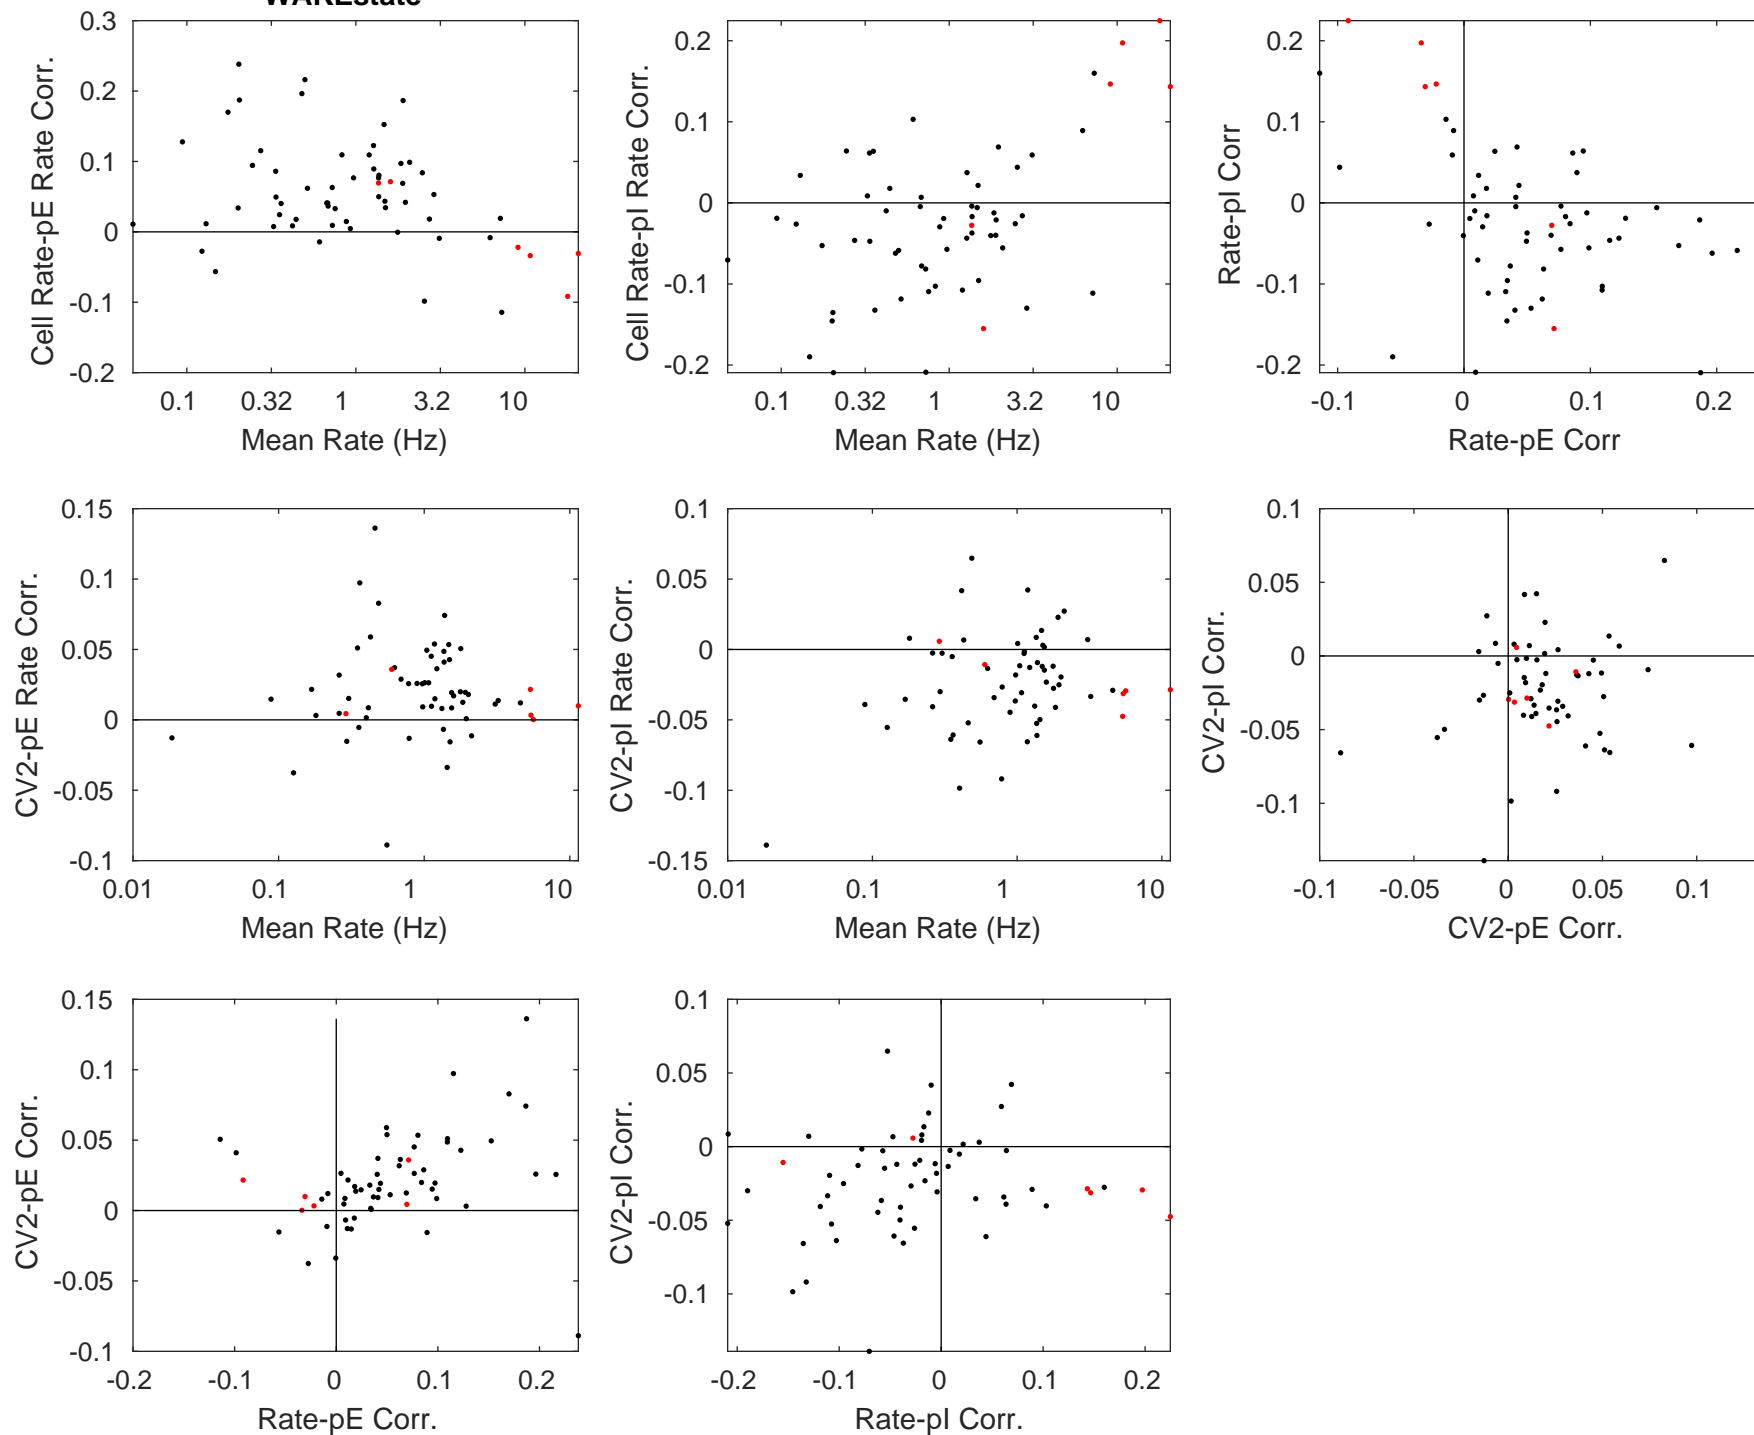 WAKEstate
0.3
0.2
0.1
0
-0.1
-0.2
Cell Rate-pE Rate Corr.
0.1 0.32 1 3.2 10
Mean Rate (Hz)
0.2
0.1
0
-0.1
-0.2
Cell Rate-pI Rate Corr.
0.1 0.32 1 3.2 10
Mean Rate (Hz)
0.2
0.1
0
-0.1
-0.2
Rate-pI Corr
-0.1 0 0.1 0.2
Rate-pE Corr
0.15
0.1
0.05
0
-0.05
-0.1
CV2-pE Rate Corr.
0.01 0.1 1 10
Mean Rate (Hz)
0.1
0.05
0
-0.05
-0.1
-0.15
CV2-pI Rate Corr.
0.01 0.1 1 10
Mean Rate (Hz)
0.1
0.05
0
-0.05
-0.1
CV2-pI Corr.
-0.1 -0.05 0 0.05 0.1
CV2-pE Corr.
0.15
0.1
0.05
0
-0.05
-0.1
CV2-pE Corr.
-0.2 -0.1 0 0.1 0.2
Rate-pE Corr.
0.1
0.05
0
-0.05
-0.1
CV2-pI Corr.
-0.2 -0.1 0 0.1 0.2
Rate-pI Corr.